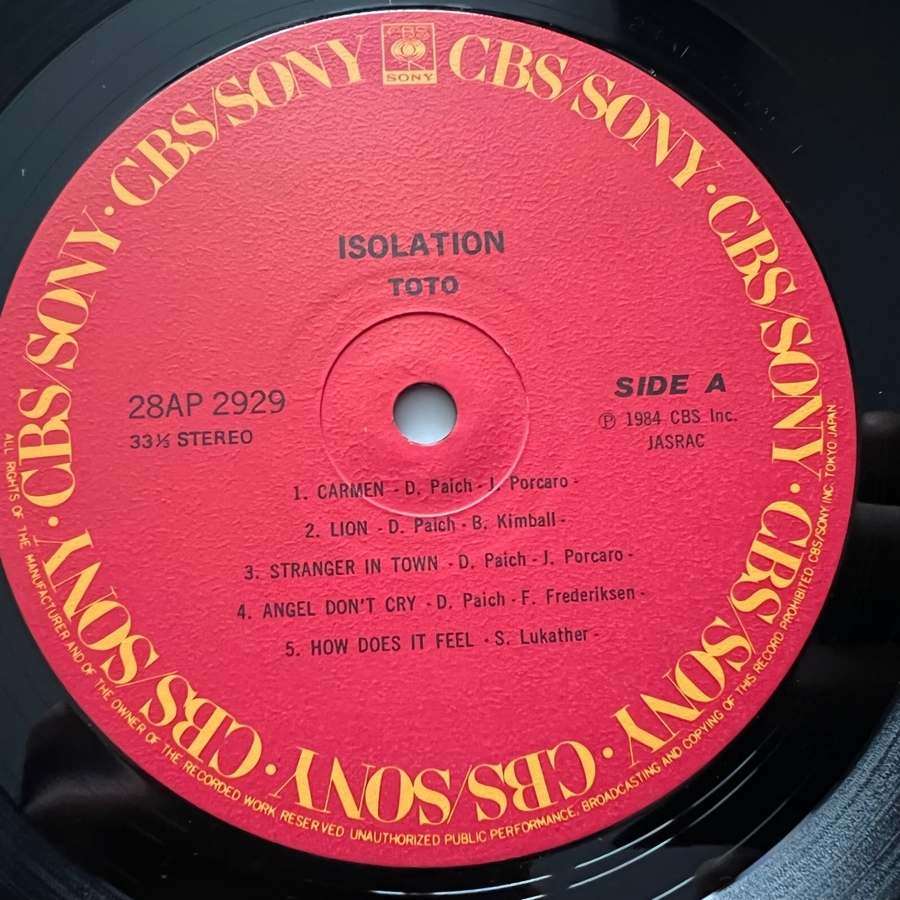 CBS
SONY
CBS/SONY · CBS/SONY · CBS/SONY · CBS/SONY · CBS/SONY · CBS/SONY · CBS/SONY · CBS/SONY
ISOLATION
TOTO
28AP 2929
33⅓ STEREO
SIDE A
Ⓟ 1984 CBS Inc.
JASRAC
1. CARMEN - D. Paich - J. Porcaro -
2. LION - D. Paich - B. Kimball -
3. STRANGER IN TOWN - D. Paich - J. Porcaro -
4. ANGEL DON'T CRY - D. Paich - F. Frederiksen -
5. HOW DOES IT FEEL - S. Lukather -
ALL RIGHTS OF THE MANUFACTURER AND OF THE OWNER OF THE RECORDED WORK RESERVED UNAUTHORIZED PUBLIC PERFORMANCE, BROADCASTING AND COPYING OF THIS RECORD PROHIBITED. CBS/SONY INC. TOKYO JAPAN